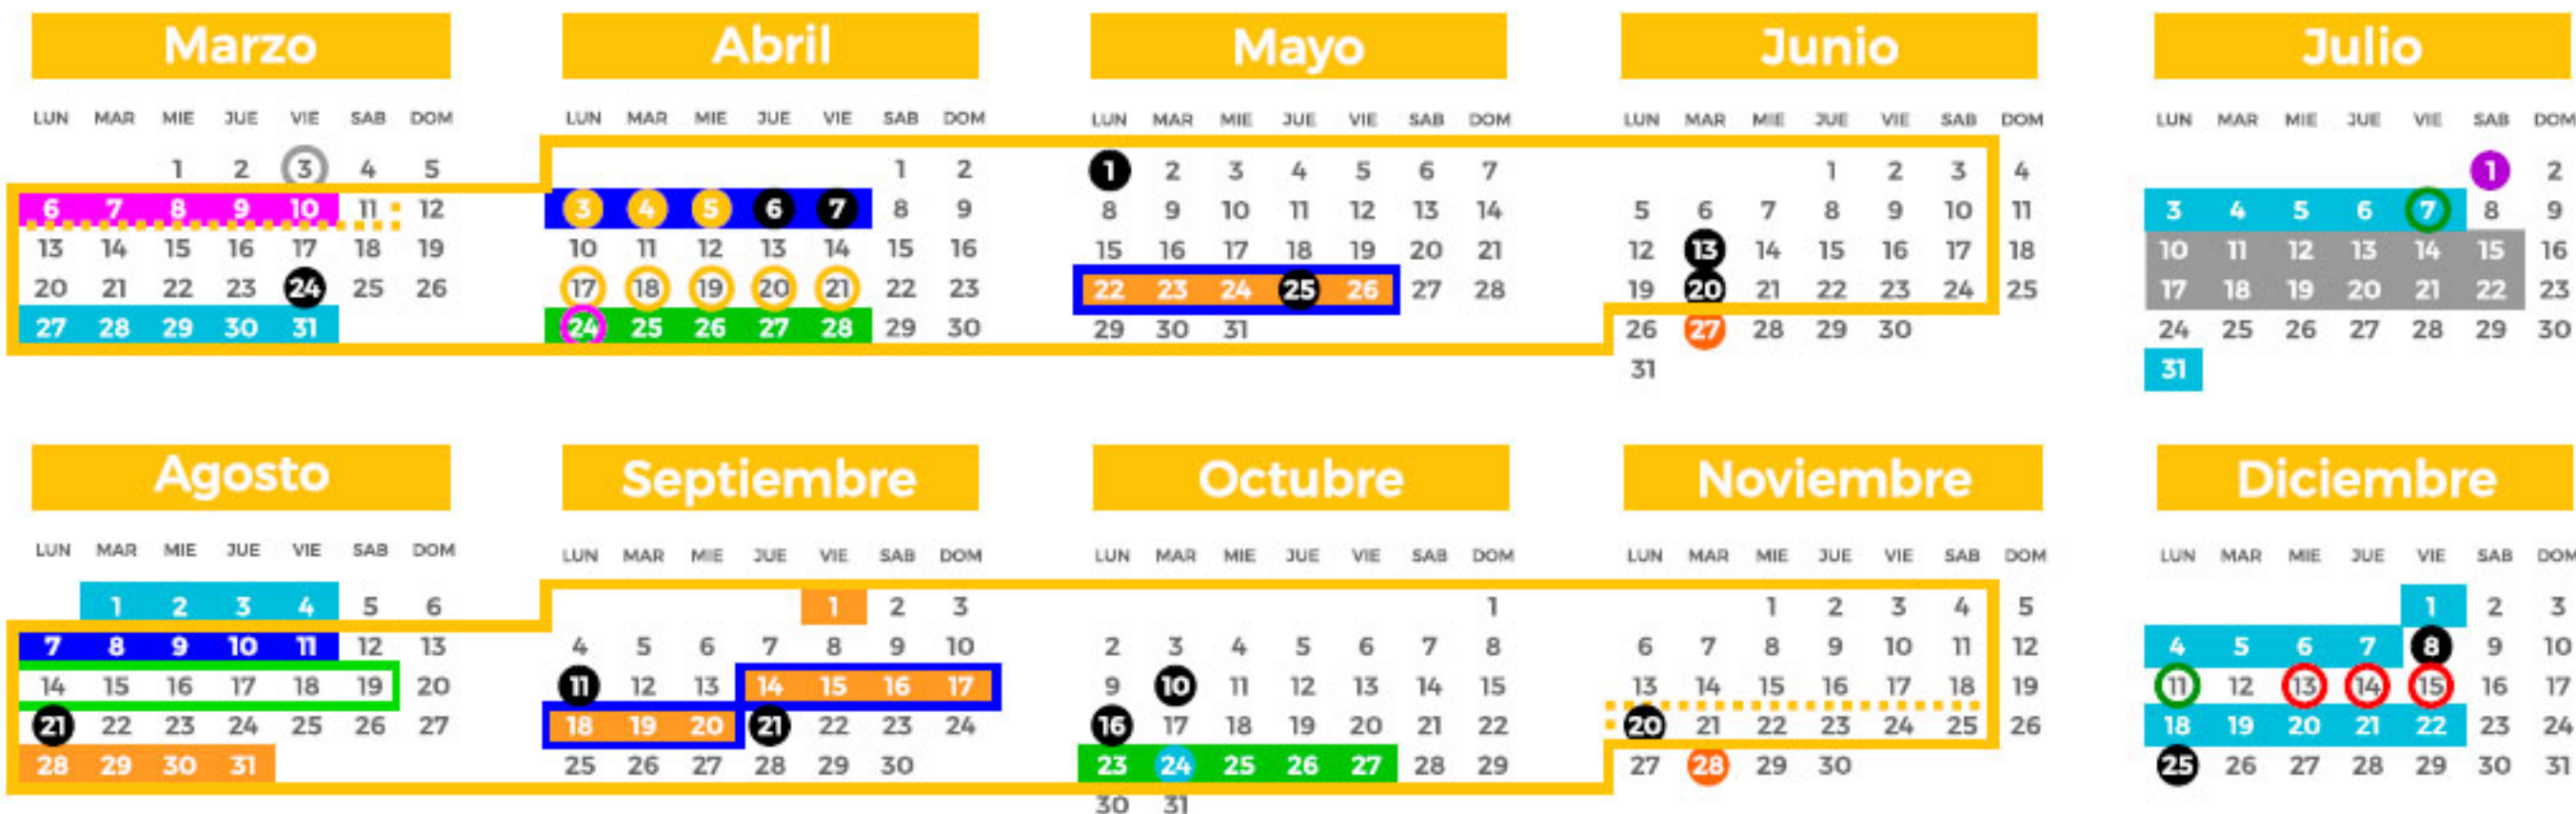 Marzo
LUN MAR MIE JUE VIE SAB DOM
1 2 3 4 5
6 7 8 9 10 11 12
13 14 15 16 17 18 19
20 21 22 23 24 25 26
27 28 29 30 31
Abril
LUN MAR MIE JUE VIE SAB DOM
1 2
3 4 5 6 7 8 9
10 11 12 13 14 15 16
17 18 19 20 21 22 23
24 25 26 27 28 29 30
Mayo
LUN MAR MIE JUE VIE SAB DOM
1 2 3 4 5 6 7
8 9 10 11 12 13 14
15 16 17 18 19 20 21
22 23 24 25 26 27 28
29 30 31
Junio
LUN MAR MIE JUE VIE SAB DOM
1 2 3 4
5 6 7 8 9 10 11
12 13 14 15 16 17 18
19 20 21 22 23 24 25
26 27 28 29 30
31
Julio
LUN MAR MIE JUE VIE SAB DOM
1 2
3 4 5 6 7 8 9
10 11 12 13 14 15 16
17 18 19 20 21 22 23
24 25 26 27 28 29 30
31
Agosto
LUN MAR MIE JUE VIE SAB DOM
1 2 3 4 5 6
7 8 9 10 11 12 13
14 15 16 17 18 19 20
21 22 23 24 25 26 27
28 29 30 31
Septiembre
LUN MAR MIE JUE VIE SAB DOM
1 2 3
4 5 6 7 8 9 10
11 12 13 14 15 16 17
18 19 20 21 22 23 24
25 26 27 28 29 30
Octubre
LUN MAR MIE JUE VIE SAB DOM
1
2 3 4 5 6 7 8
9 10 11 12 13 14 15
16 17 18 19 20 21 22
23 24 25 26 27 28 29
30 31
Noviembre
LUN MAR MIE JUE VIE SAB DOM
1 2 3 4 5
6 7 8 9 10 11 12
13 14 15 16 17 18 19
20 21 22 23 24 25 26
27 28 29 30
Diciembre
LUN MAR MIE JUE VIE SAB DOM
1 2 3
4 5 6 7 8 9 10
11 12 13 14 15 16 17
18 19 20 21 22 23 24
25 26 27 28 29 30 31